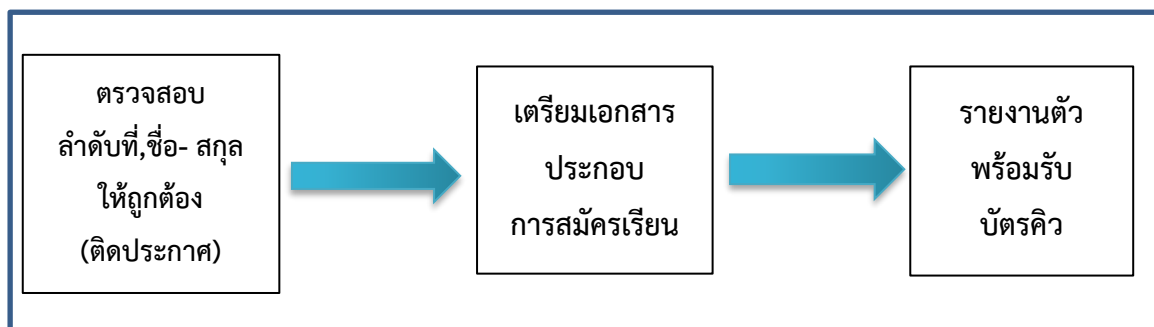 ตรวจสอบ
ลำดับที่,ชื่อ- สกุล
ให้ถูกต้อง
(ติดประกาศ)
เตรียมเอกสาร
ประกอบ
การสมัครเรียน
รายงานตัว
พร้อมรับ
บัตรคิว